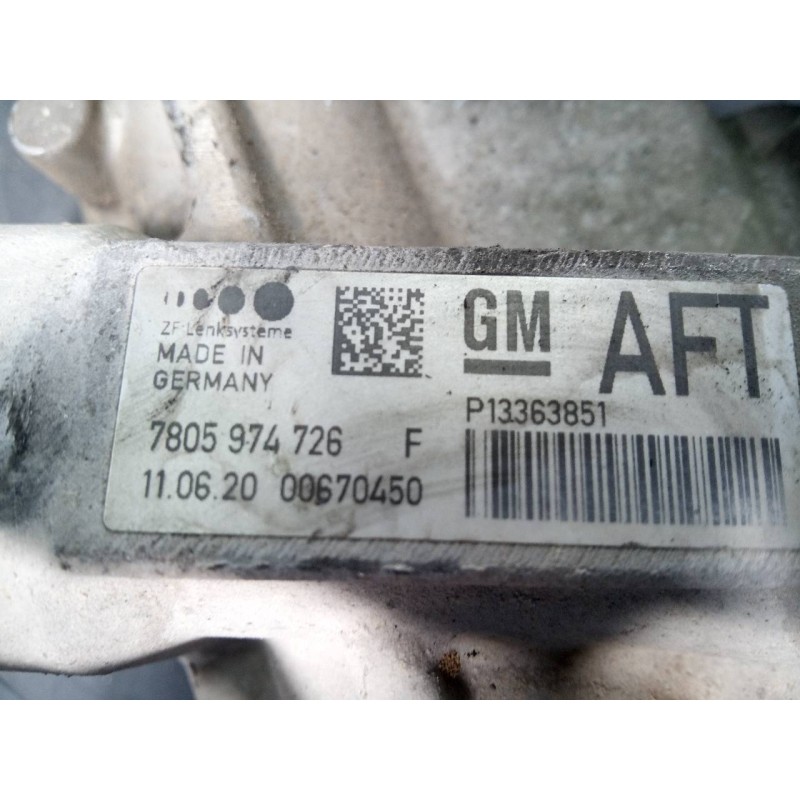 ZF-Lenksysteme
MADE IN
GERMANY
7805 974 726 F
11.06.20 00670450
GM
AFT
P13363851